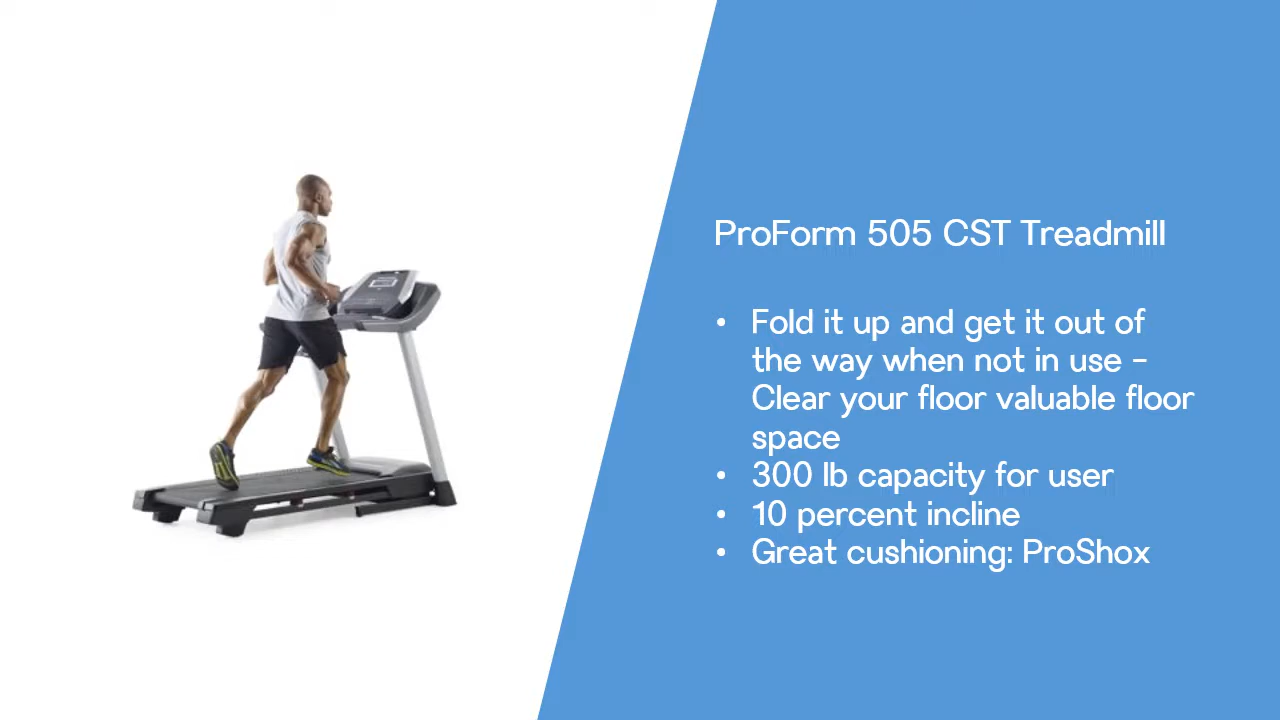 ProForm 505 CST Treadmill
• Fold it up and get it out of
the way when not in use -
Clear your floor valuable floor
space
• 300 lb capacity for user
• 10 percent incline
• Great cushioning: ProShox